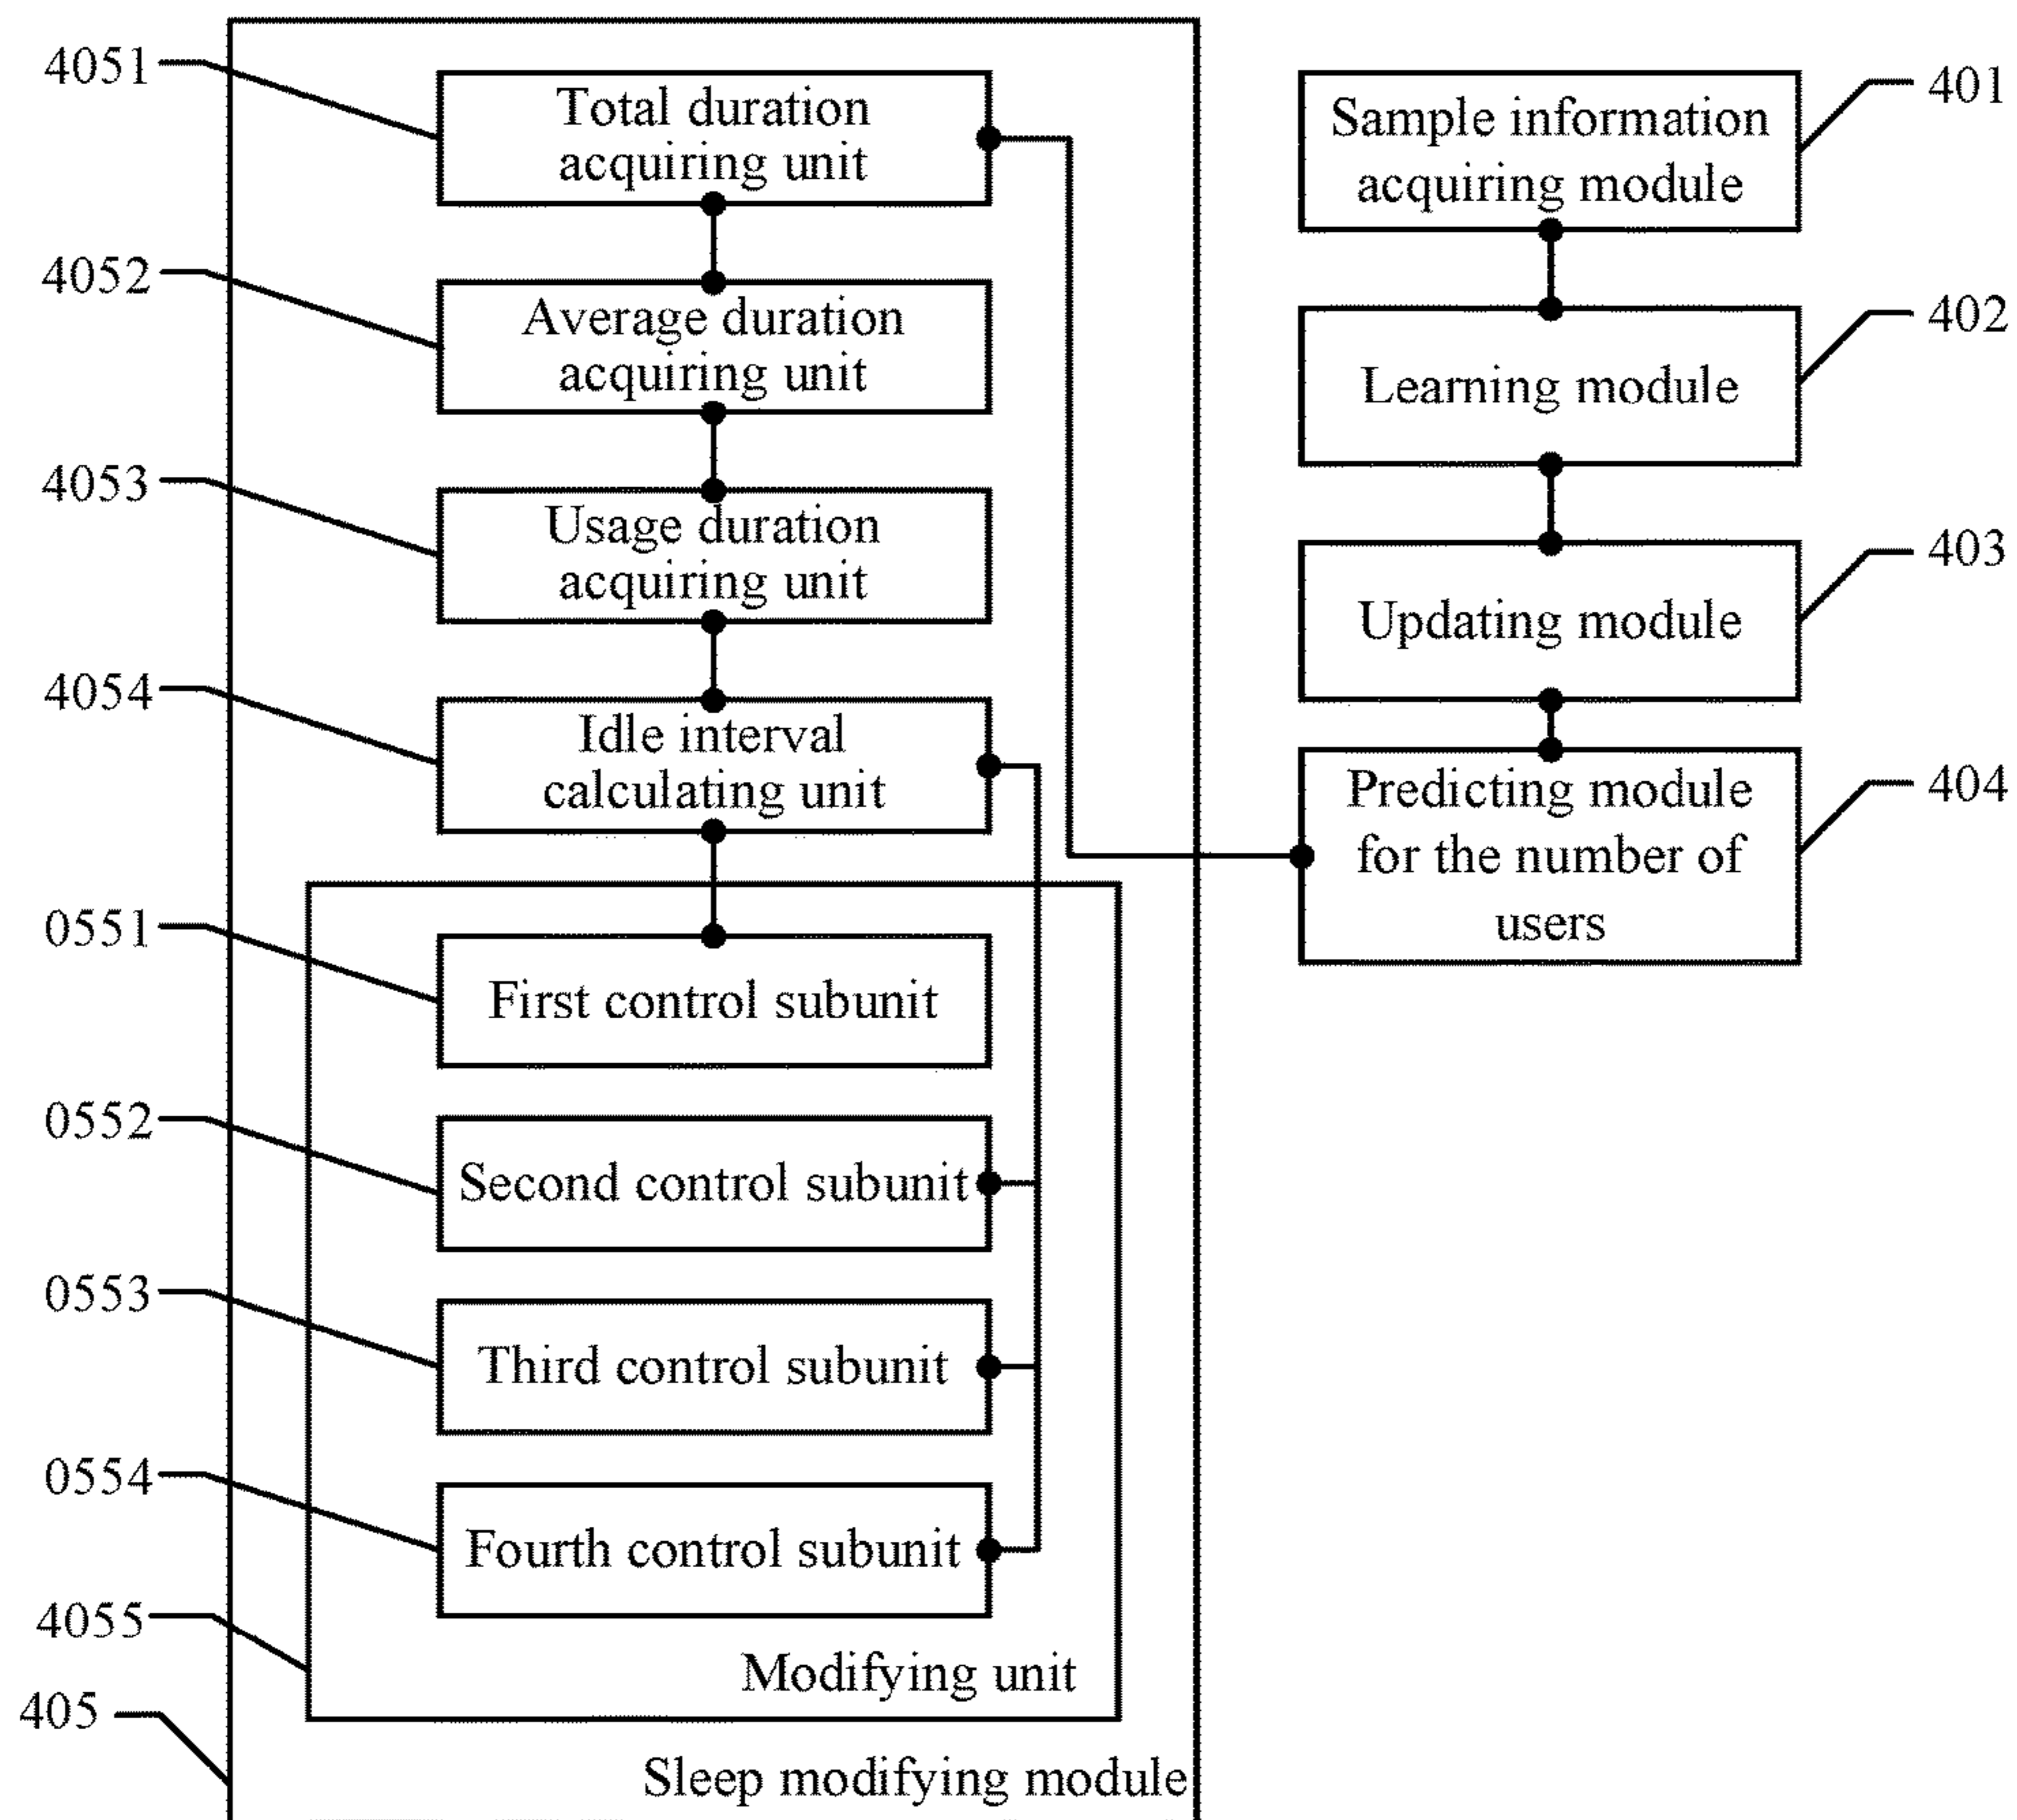 4051
Total duration
acquiring unit
4052
Average duration
acquiring unit
4053
Usage duration
acquiring unit
4054
Idle interval
calculating unit
0551
First control subunit
0552
Second control subunit
0553
Third control subunit
0554
Fourth control subunit
4055
Modifying unit
405
Sleep modifying module
Sample information
acquiring module
401
Learning module
402
Updating module
403
Predicting module
for the number of
users
404